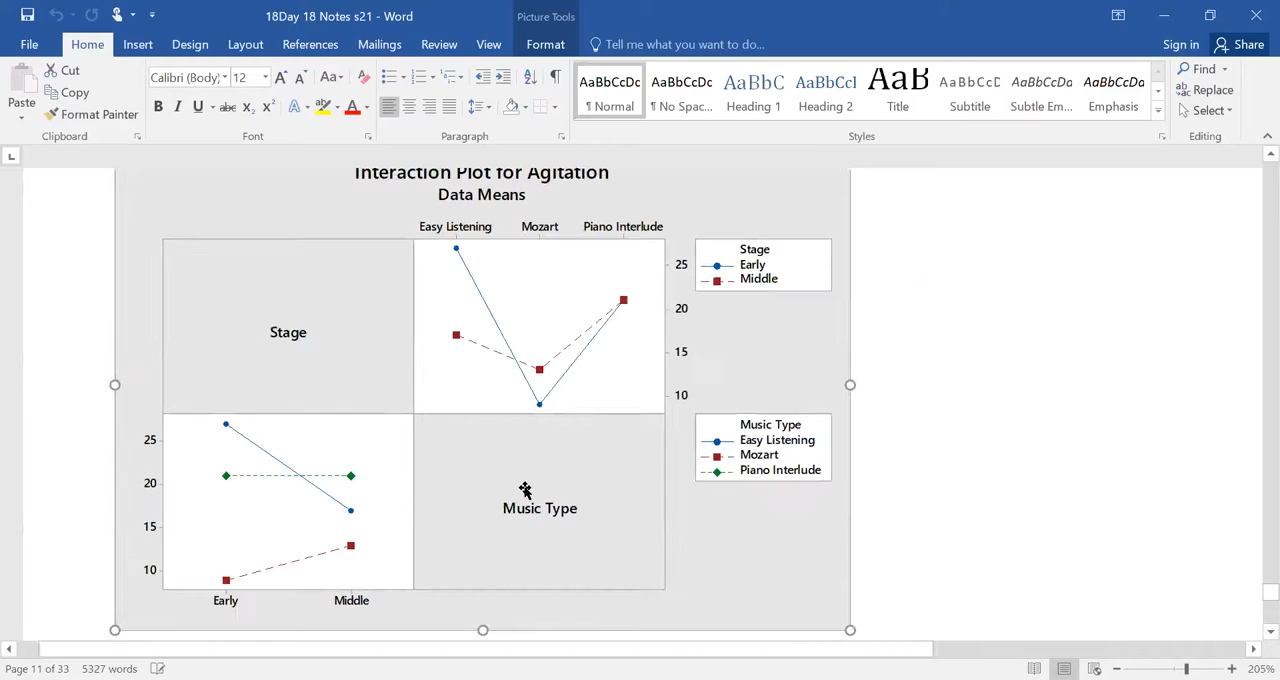 18Day 18 Notes s21 - Word
Picture Tools
File Home Insert Design Layout References Mailings Review View Format Tell me what you want to do... Sign in Share
Paste
Cut
Copy
Format Painter
Clipboard
Calibri (Body) 12
Font
Paragraph
AaBbCcDc AaBbCcDc AaBbC AaBbCcI AaB AaBbCcD AaBbCcDc AaBbCcDc
¶ Normal ¶ No Spac... Heading 1 Heading 2 Title Subtitle Subtle Em... Emphasis
Styles
Find
Replace
Select
Editing
Interaction Plot for Agitation
Data Means
Easy Listening Mozart Piano Interlude
25
20
15
10
Stage
Stage
Early
Middle
25
20
15
10
Music Type
Music Type
Easy Listening
Mozart
Piano Interlude
Early Middle
Page 11 of 33 5327 words
205%